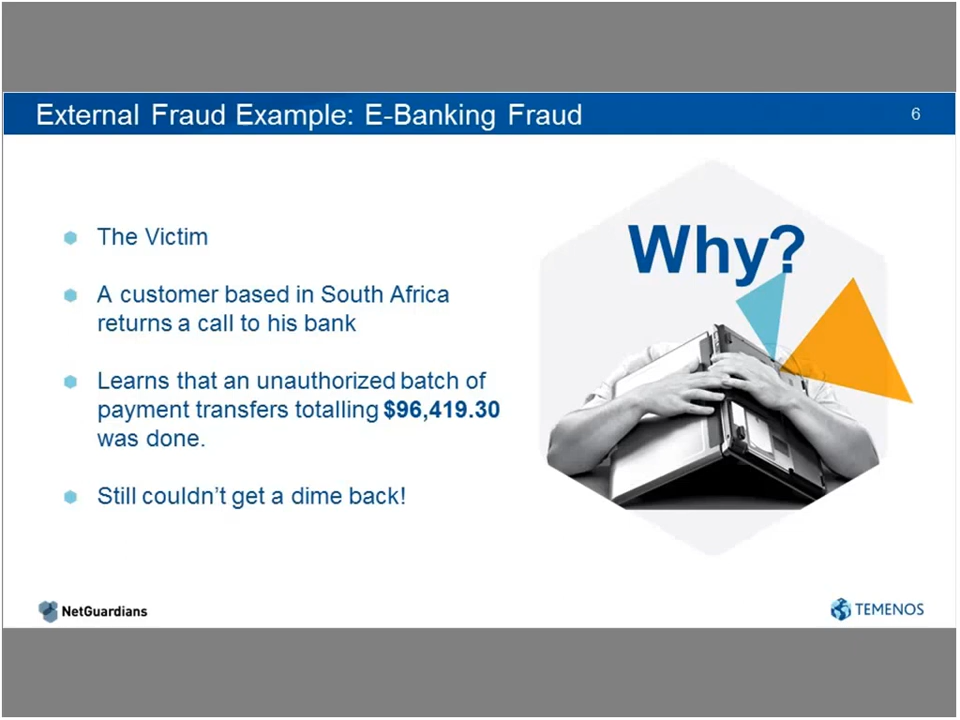 External Fraud Example: E-Banking Fraud
6
The Victim
A customer based in South Africa
returns a call to his bank
Learns that an unauthorized batch of
payment transfers totalling $96,419.30
was done.
Still couldn’t get a dime back!
Why?
NetGuardians
TEMENOS